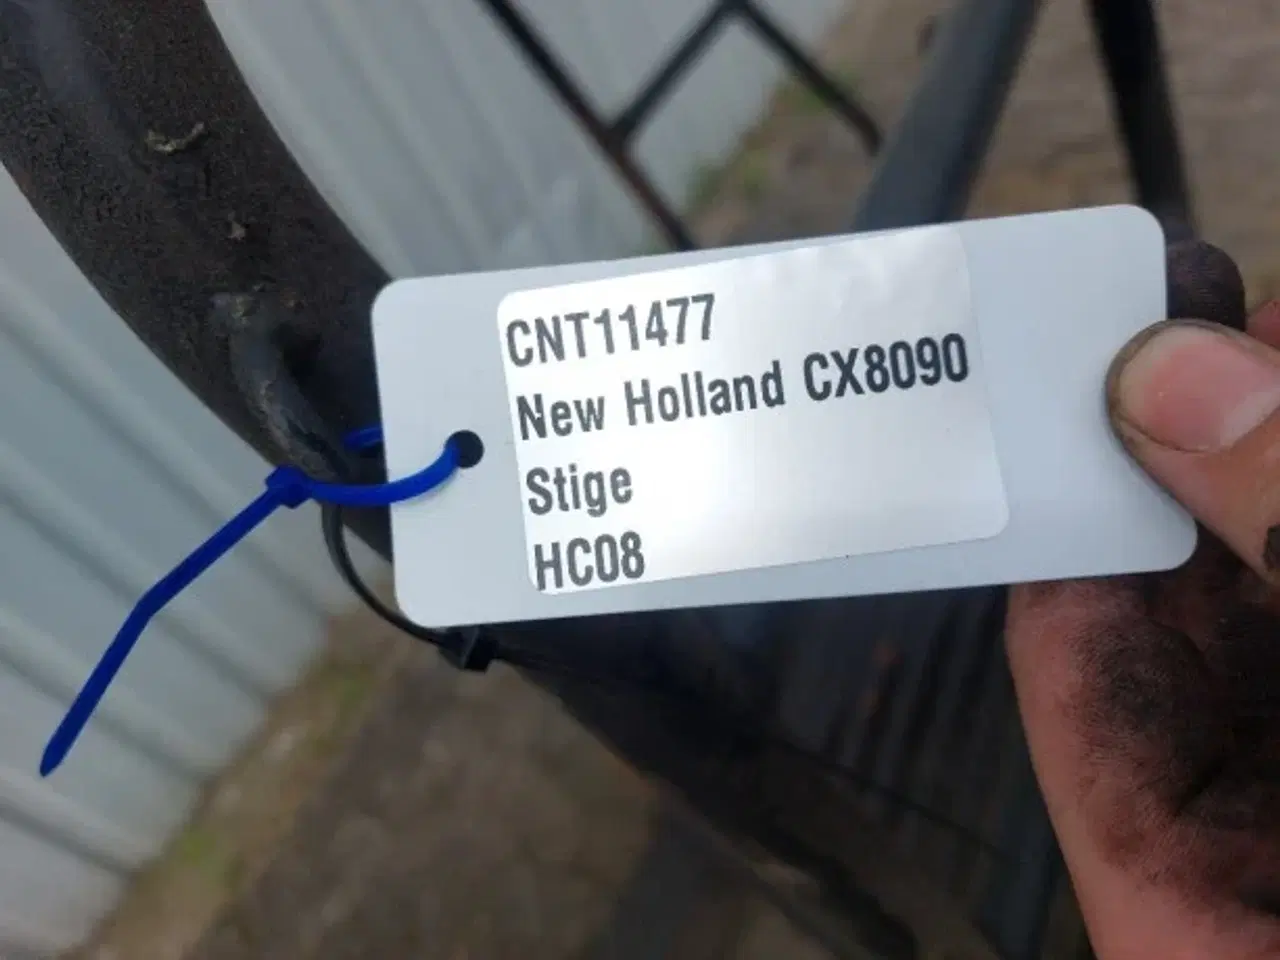 CNT11477
New Holland CX8090
Stige
HC08